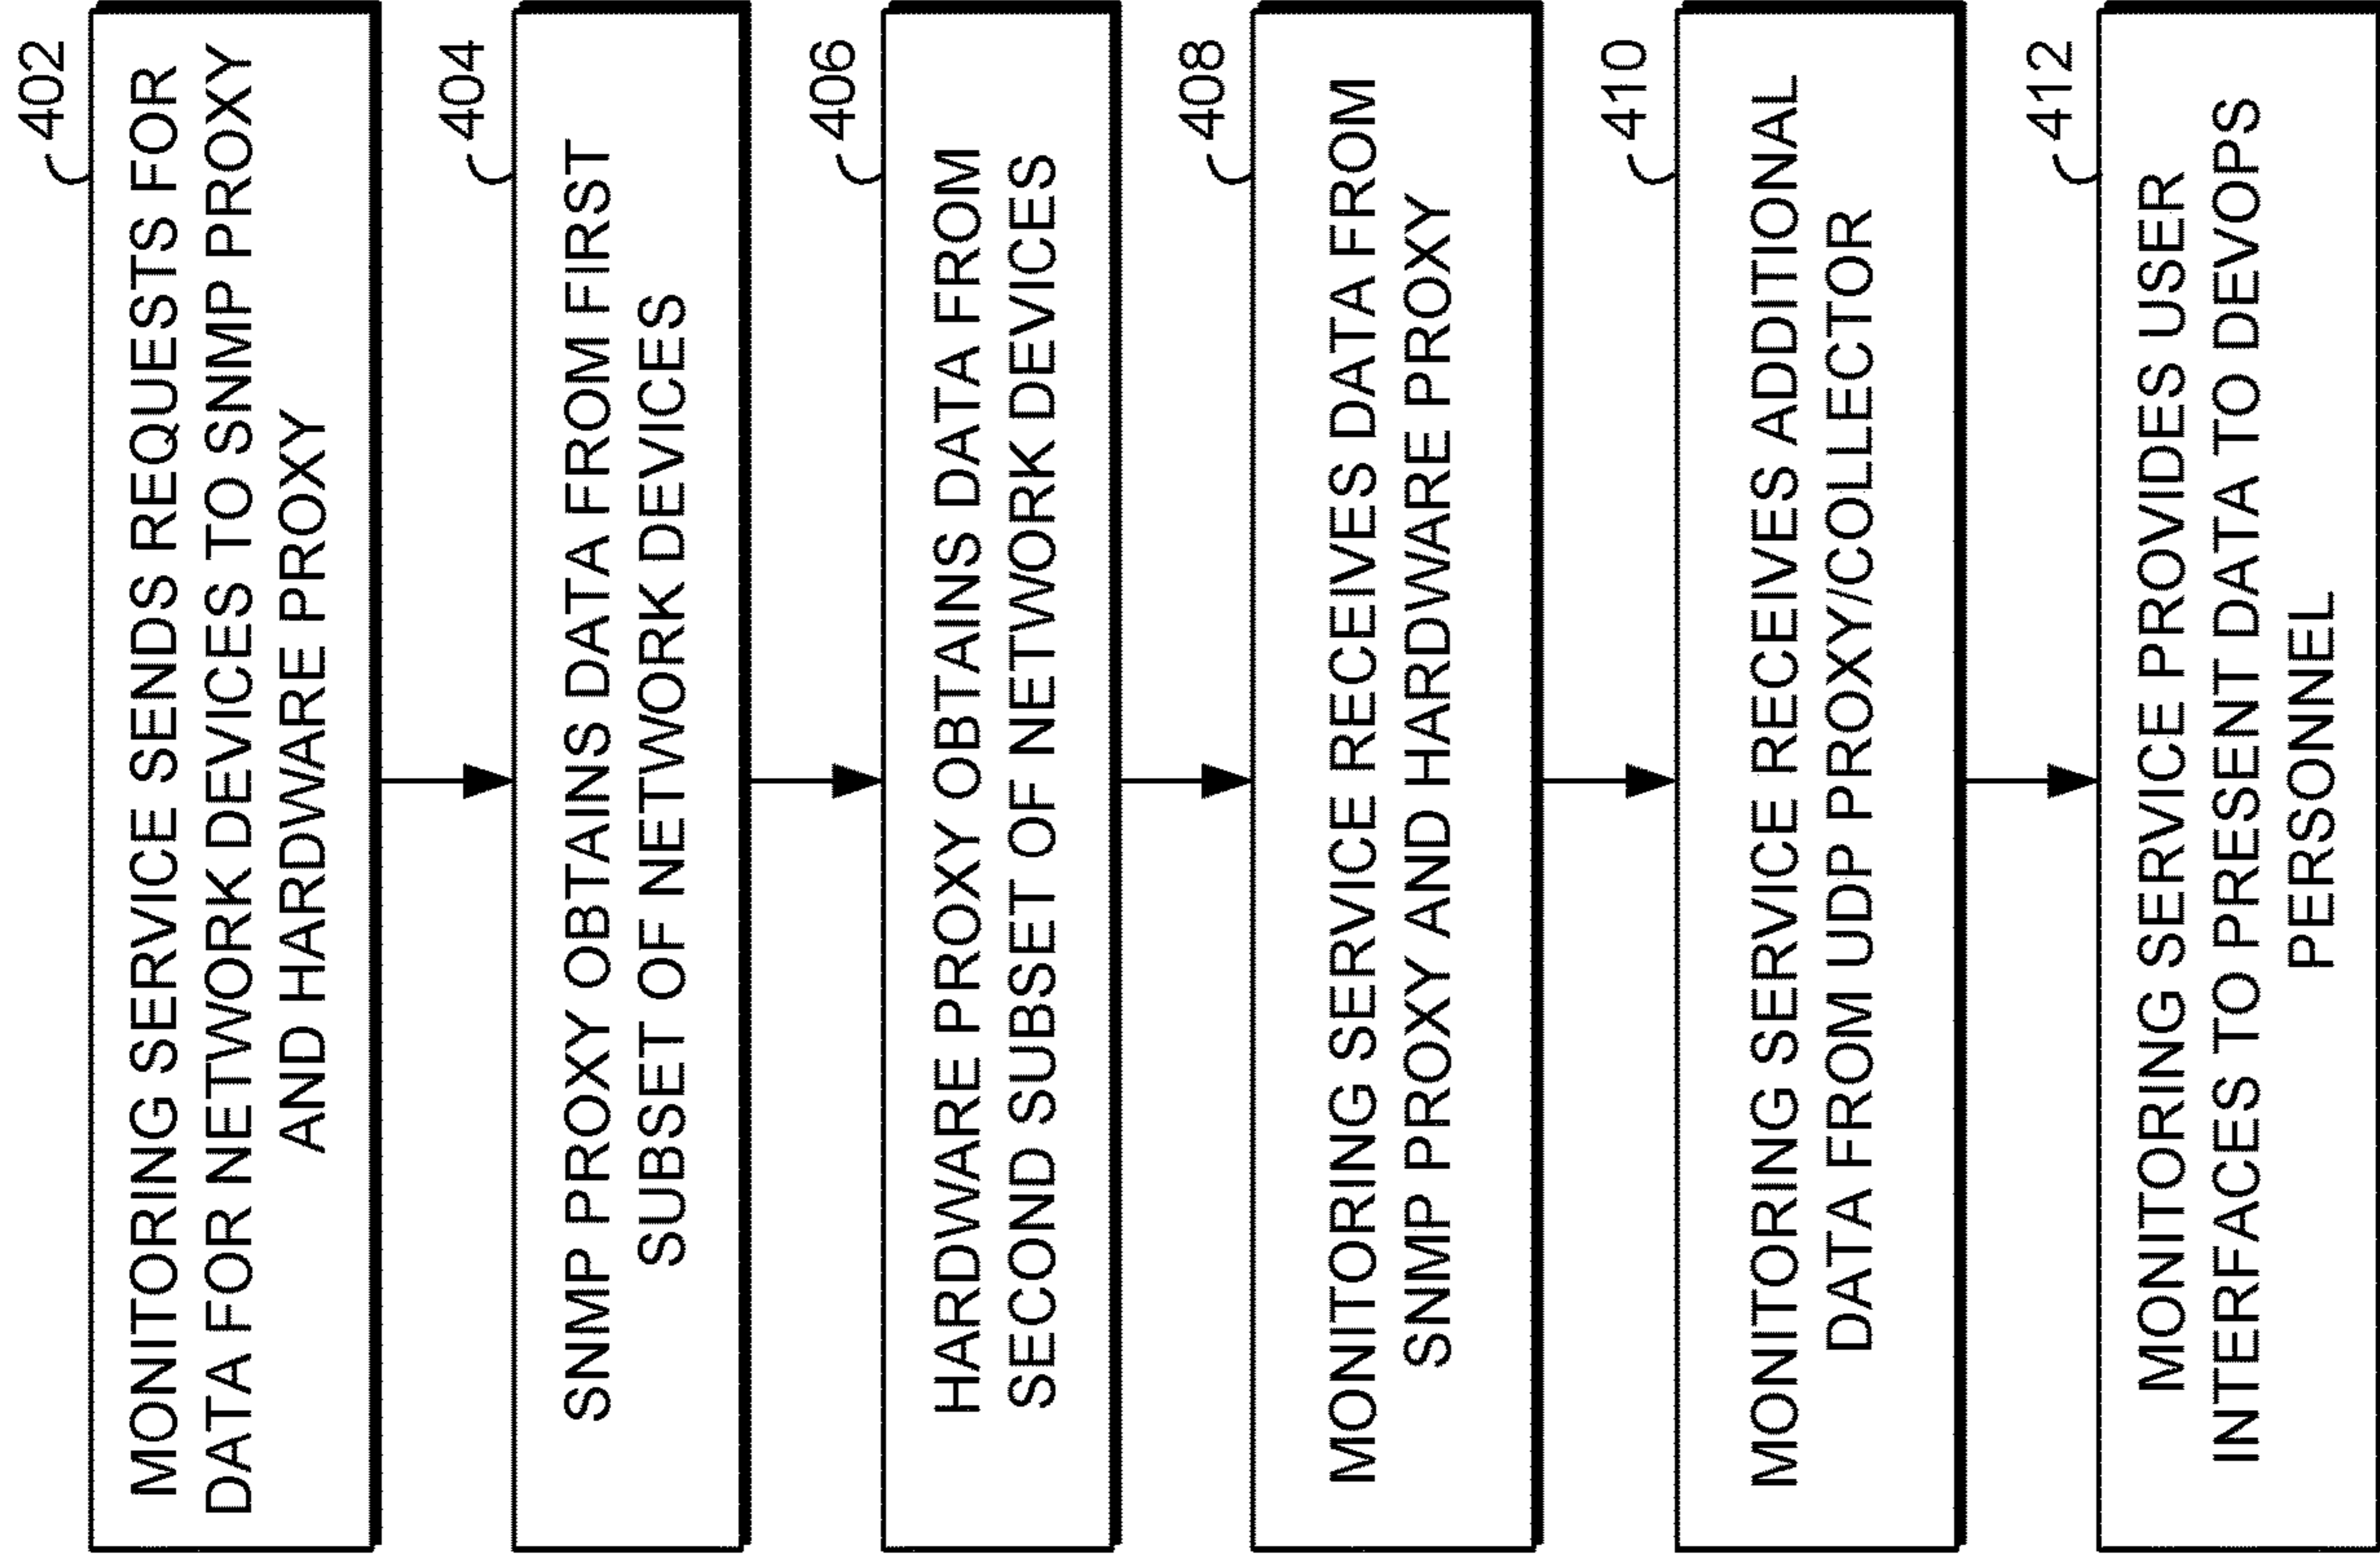 402
MONITORING SERVICE SENDS REQUESTS FOR
DATA FOR NETWORK DEVICES TO SNMP PROXY
AND HARDWARE PROXY
404
SNMP PROXY OBTAINS DATA FROM FIRST
SUBSET OF NETWORK DEVICES
406
HARDWARE PROXY OBTAINS DATA FROM
SECOND SUBSET OF NETWORK DEVICES
408
MONITORING SERVICE RECEIVES DATA FROM
SNMP PROXY AND HARDWARE PROXY
410
MONITORING SERVICE RECEIVES ADDITIONAL
DATA FROM UDP PROXY/COLLECTOR
412
MONITORING SERVICE PROVIDES USER
INTERFACES TO PRESENT DATA TO DEVOPS
PERSONNEL